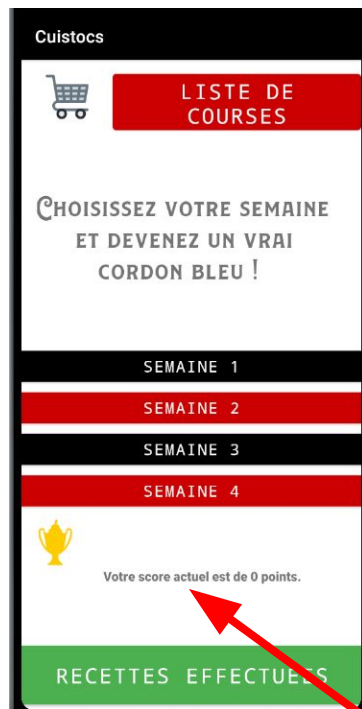 Cuistocs
LISTE DE
COURSES
CHOISISSEZ VOTRE SEMAINE
ET DEVENEZ UN VRAI
CORDON BLEU !
SEMAINE 1
SEMAINE 2
SEMAINE 3
SEMAINE 4
Votre score actuel est de 0 points.
RECETTES EFFECTUEES